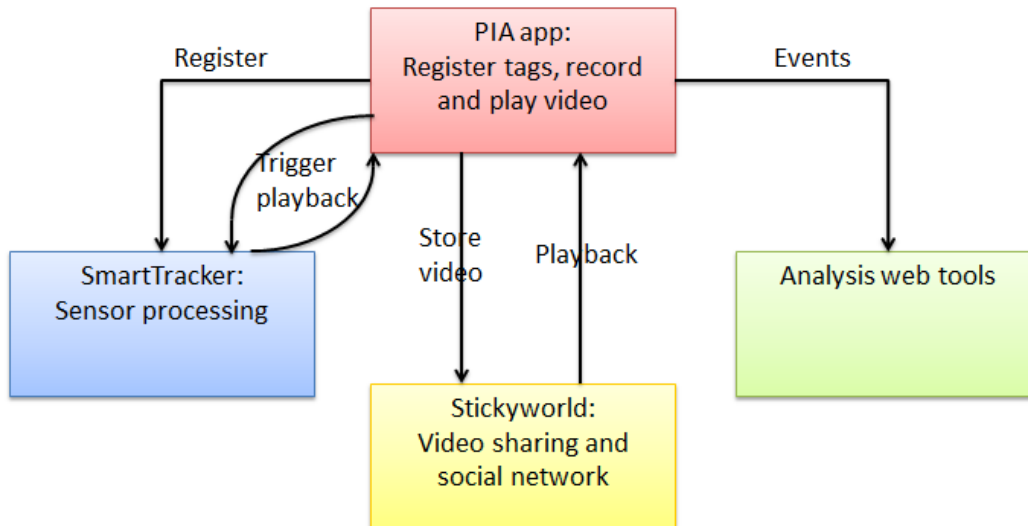 PIA app:
Register tags, record
and play video
Register
Events
Trigger
playback
Store
video
Playback
SmartTracker:
Sensor processing
Analysis web tools
Stickyworld:
Video sharing and
social network